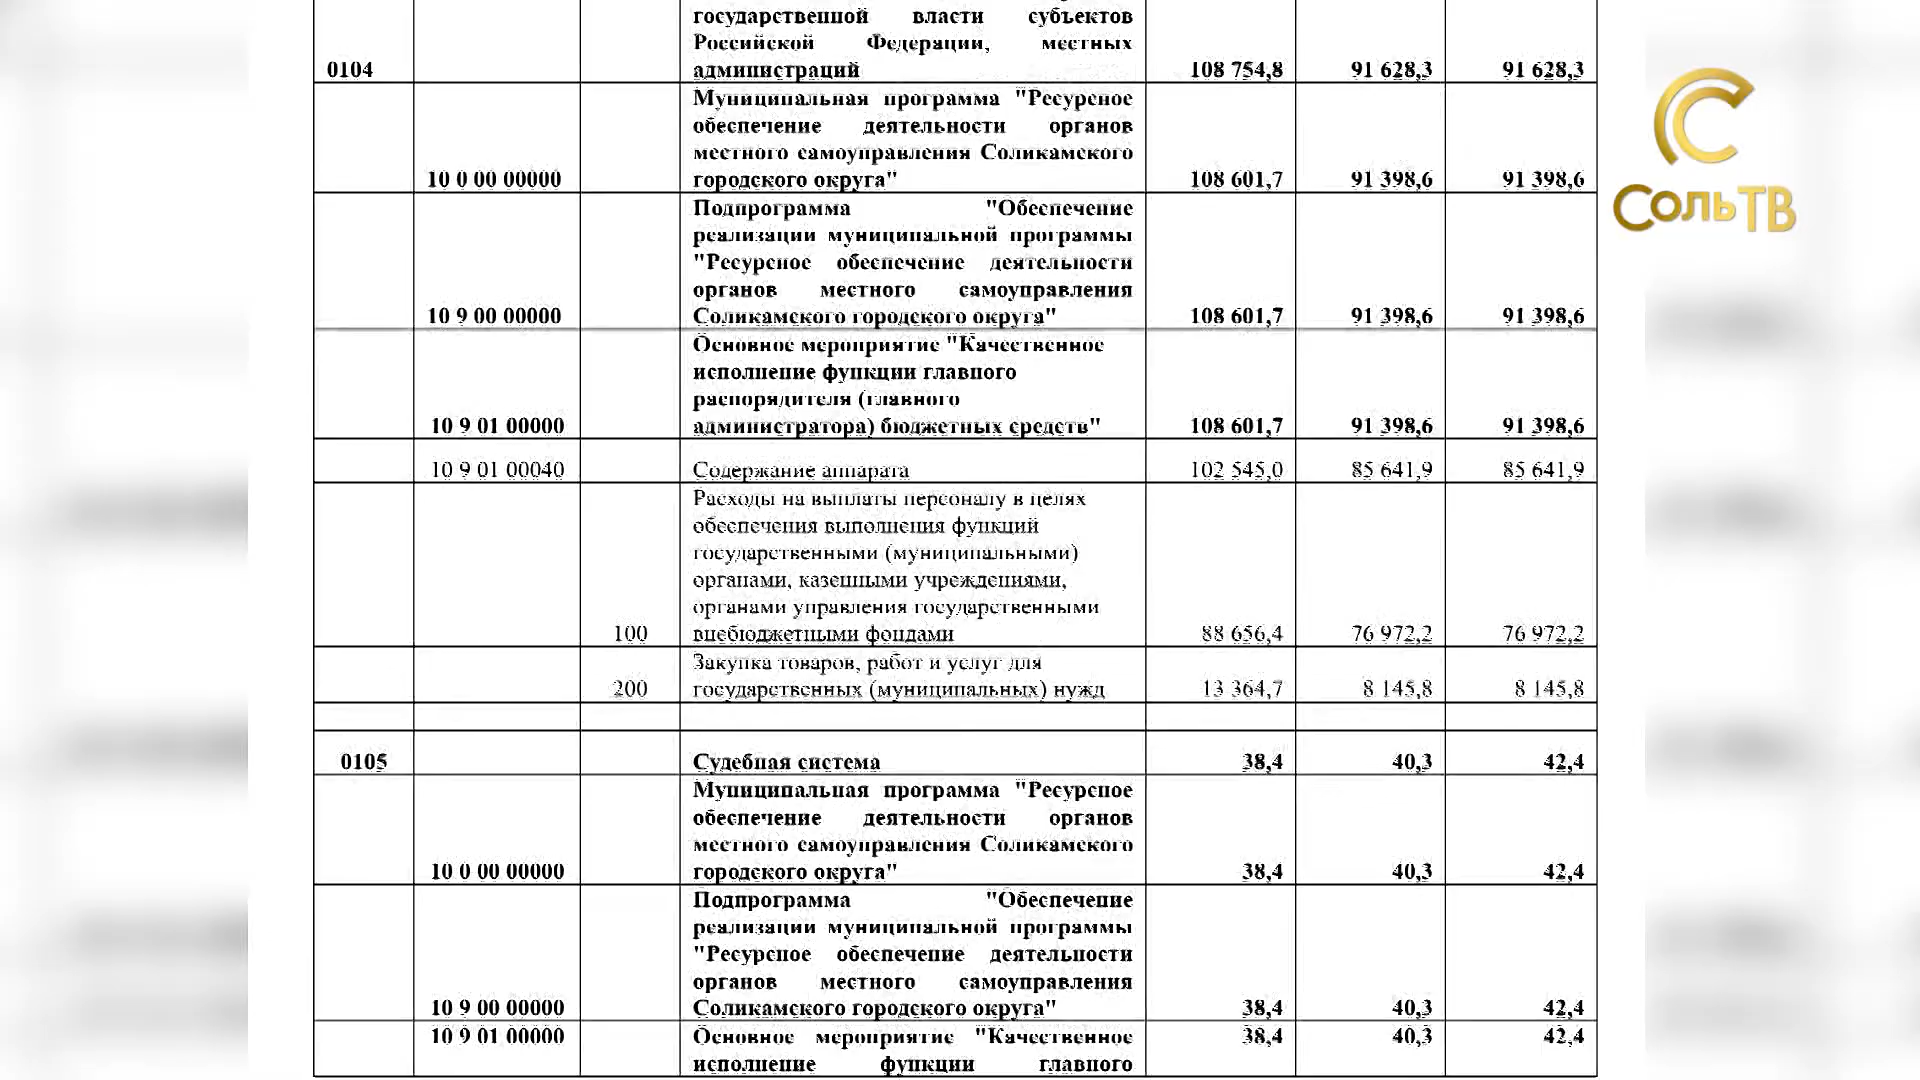 государственной власти субъектов
Российской Федерации, местных
0104 администраций 108 754,8 91 628,3 91 628,3
Муниципальная программа "Ресурсное
обеспечение деятельности органов
местного самоуправления Соликамского
10 0 00 00000 городского округа" 108 601,7 91 398,6 91 398,6
Подпрограмма "Обеспечение
реализации муниципальной программы
"Ресурсное обеспечение деятельности
органов местного самоуправления
10 9 00 00000 Соликамского городского округа" 108 601,7 91 398,6 91 398,6
Основное мероприятие "Качественное
исполнение функции главного
распорядителя (главного
10 9 01 00000 администратора) бюджетных средств" 108 601,7 91 398,6 91 398,6
10 9 01 00040 Содержание аппарата 102 545,0 85 641,9 85 641,9
Расходы на выплаты персоналу в целях
обеспечения выполнения функций
государственными (муниципальными)
органами, казенными учреждениями,
органами управления государственными
100 внебюджетными фондами 88 656,4 76 972,2 76 972,2
Закупка товаров, работ и услуг для
200 государственных (муниципальных) нужд 13 364,7 8 145,8 8 145,8
0105 Судебная система 38,4 40,3 42,4
Муниципальная программа "Ресурсное
обеспечение деятельности органов
местного самоуправления Соликамского
10 0 00 00000 городского округа" 38,4 40,3 42,4
Подпрограмма "Обеспечение
реализации муниципальной программы
"Ресурсное обеспечение деятельности
органов местного самоуправления
10 9 00 00000 Соликамского городского округа" 38,4 40,3 42,4
10 9 01 00000 Основное мероприятие "Качественное 38,4 40,3 42,4
исполнение функции главного
СольТВ